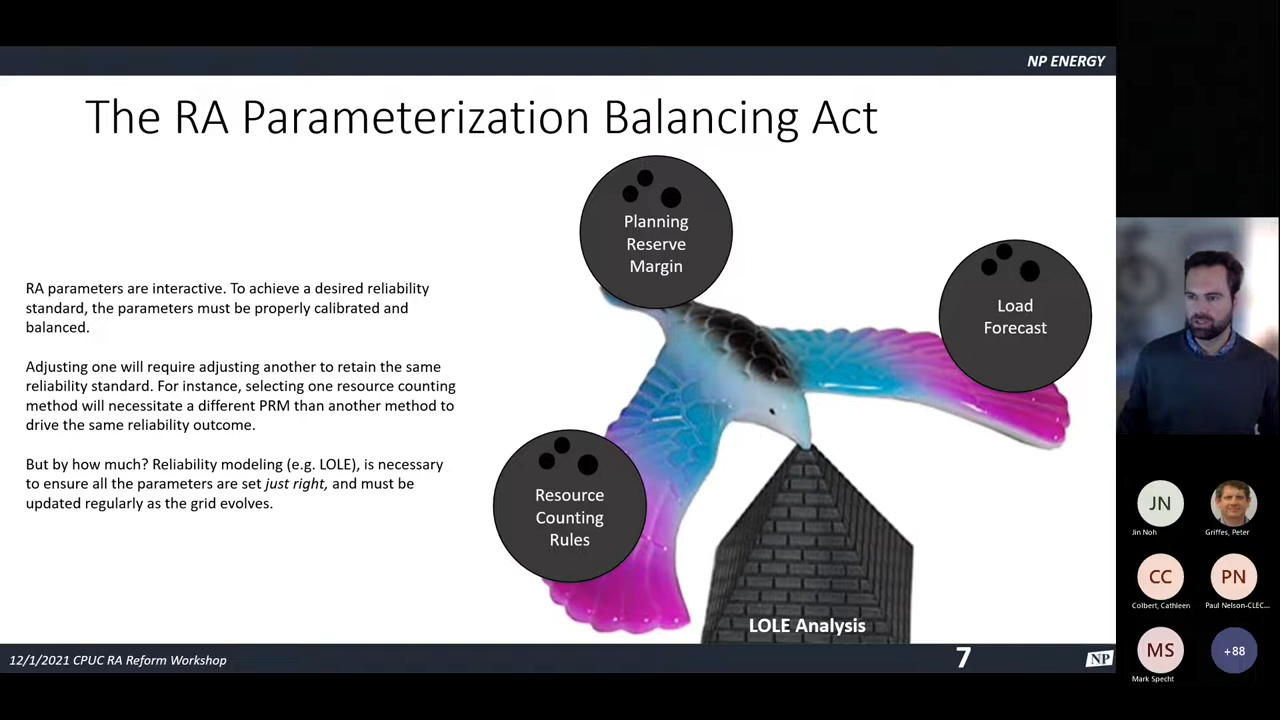 NP ENERGY
The RA Parameterization Balancing Act
Planning
Reserve
Margin
Load
Forecast
RA parameters are interactive. To achieve a desired reliability
standard, the parameters must be properly calibrated and
balanced.
Adjusting one will require adjusting another to retain the same
reliability standard. For instance, selecting one resource counting
method will necessitate a different PRM than another method to
drive the same reliability outcome.
But by how much? Reliability modeling (e.g. LOLE), is necessary
to ensure all the parameters are set just right, and must be
updated regularly as the grid evolves.
Resource
Counting
Rules
LOLE Analysis
12/1/2021 CPUC RA Reform Workshop
7
NP
JN
Jin Noh
Griffes, Peter
CC
Colbert, Cathleen
PN
Paul Nelson-CLEC...
MS
Mark Specht
+88